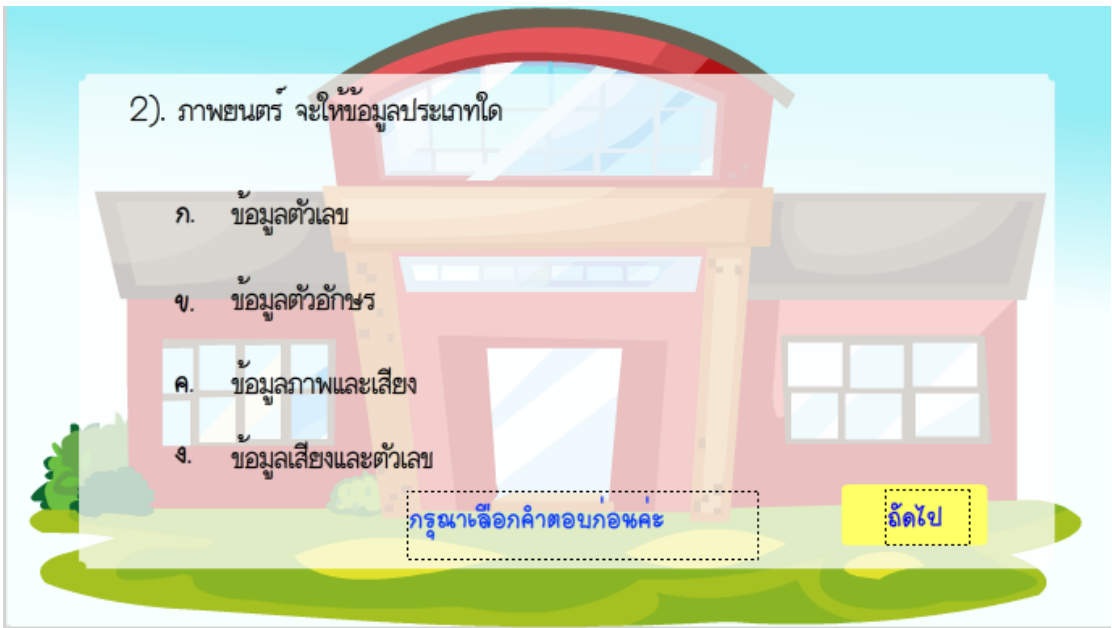 2). ภาพยนตร์ จะให้ข้อมูลประเภทใด
ก. ข้อมูลตัวเลข
ข. ข้อมูลตัวอักษร
ค. ข้อมูลภาพและเสียง
ง. ข้อมูลเสียงและตัวเลข
กรุณาเลือกคำตอบก่อนค่ะ
ถัดไป